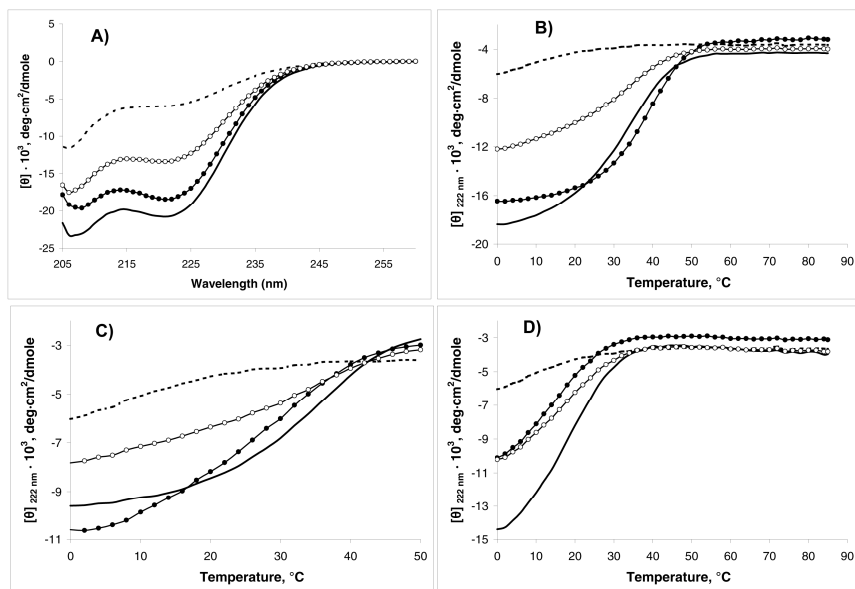 A)
5
0
-5
-10
-15
-20
-25
205 215 225 235 245 255
[θ] · 10³, deg·cm²/dmole
Wavelength (nm)
B)
-4
-8
-12
-16
-20
0 10 20 30 40 50 60 70 80 90
[θ] 222 nm · 10³, deg·cm²/dmole
Temperature, °C
C)
-3
-5
-7
-9
-11
0 10 20 30 40 50
[θ] 222 nm · 10³, deg·cm²/dmole
Temperature, °C
D)
-3
-5
-7
-9
-11
-13
-15
0 10 20 30 40 50 60 70 80 90
[θ] 222 nm · 10³, deg·cm²/dmole
Temperature, °C